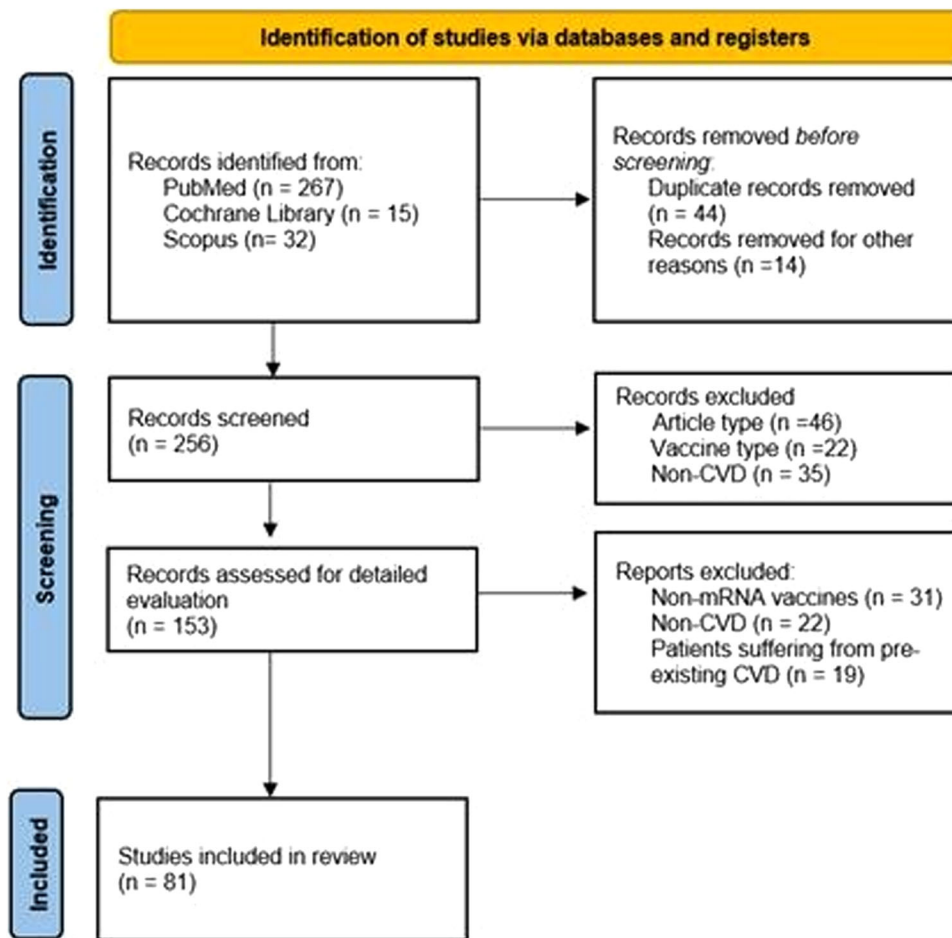 Identification of studies via databases and registers
Identification
Records identified from:
PubMed (n = 267)
Cochrane Library (n = 15)
Scopus (n= 32)
Records removed before
screening:
Duplicate records removed
(n = 44)
Records removed for other
reasons (n =14)
Screening
Records screened
(n = 256)
Records excluded
Article type (n =46)
Vaccine type (n =22)
Non-CVD (n = 35)
Records assessed for detailed
evaluation
(n = 153)
Reports excluded:
Non-mRNA vaccines (n = 31)
Non-CVD (n = 22)
Patients suffering from pre-
existing CVD (n = 19)
Included
Studies included in review
(n = 81)